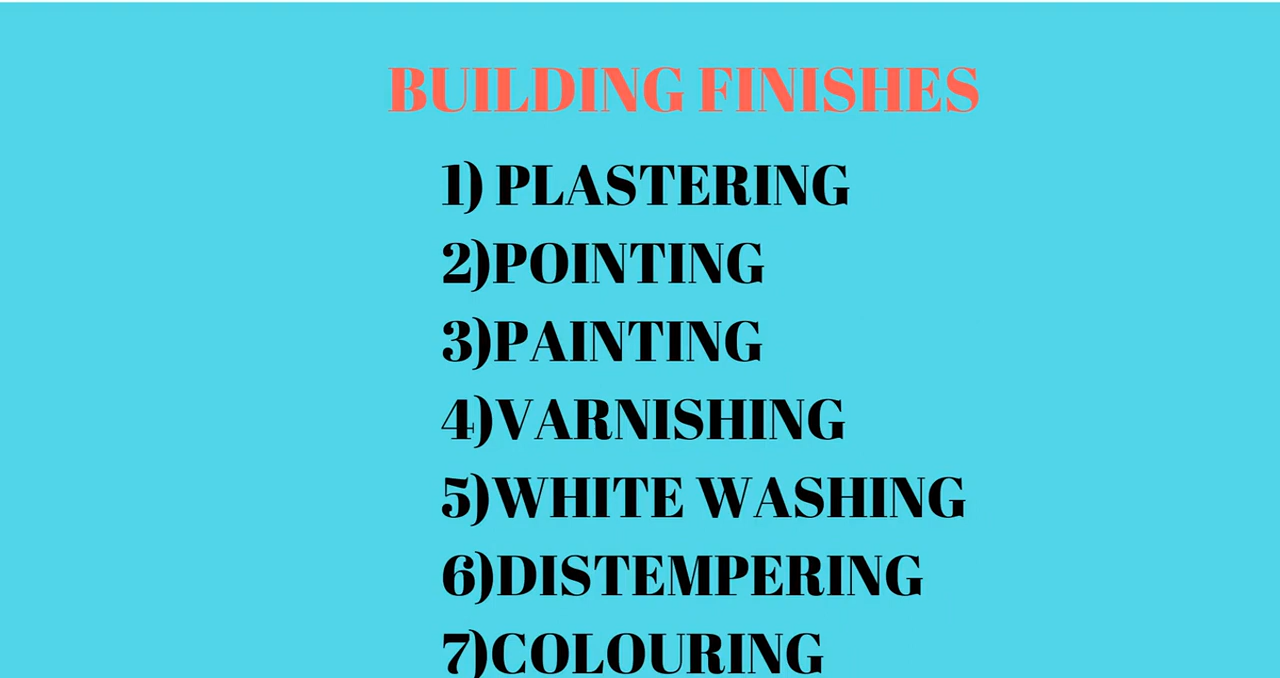 BUILDING FINISHES
1) PLASTERING
2)POINTING
3)PAINTING
4)VARNISHING
5)WHITE WASHING
6)DISTEMPERING
7)COLOURING